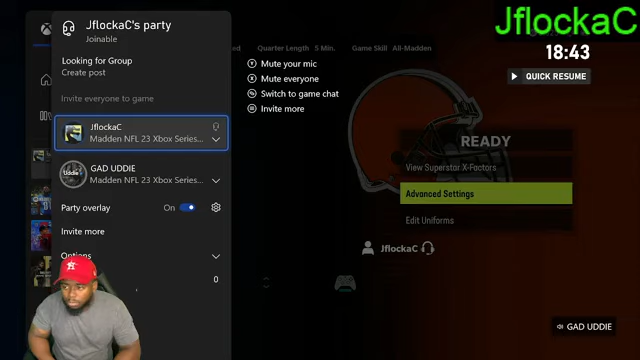 JflockaC's party
Joinable
Looking for Group
Create post
Invite everyone to game
JflockaC
Madden NFL 23 Xbox Series...
GAD UDDIE
Madden NFL 23 Xbox Series...
Uddie
Party overlay On
Invite more
Options
0
Quarter Length 5 Min. Game Skill All-Madden
Y Mute your mic
X Mute everyone
Switch to game chat
Invite more
JflockaC
18:43
QUICK RESUME
READY
View Superstar X-Factors
Advanced Settings
Edit Uniforms
JflockaC
GAD UDDIE